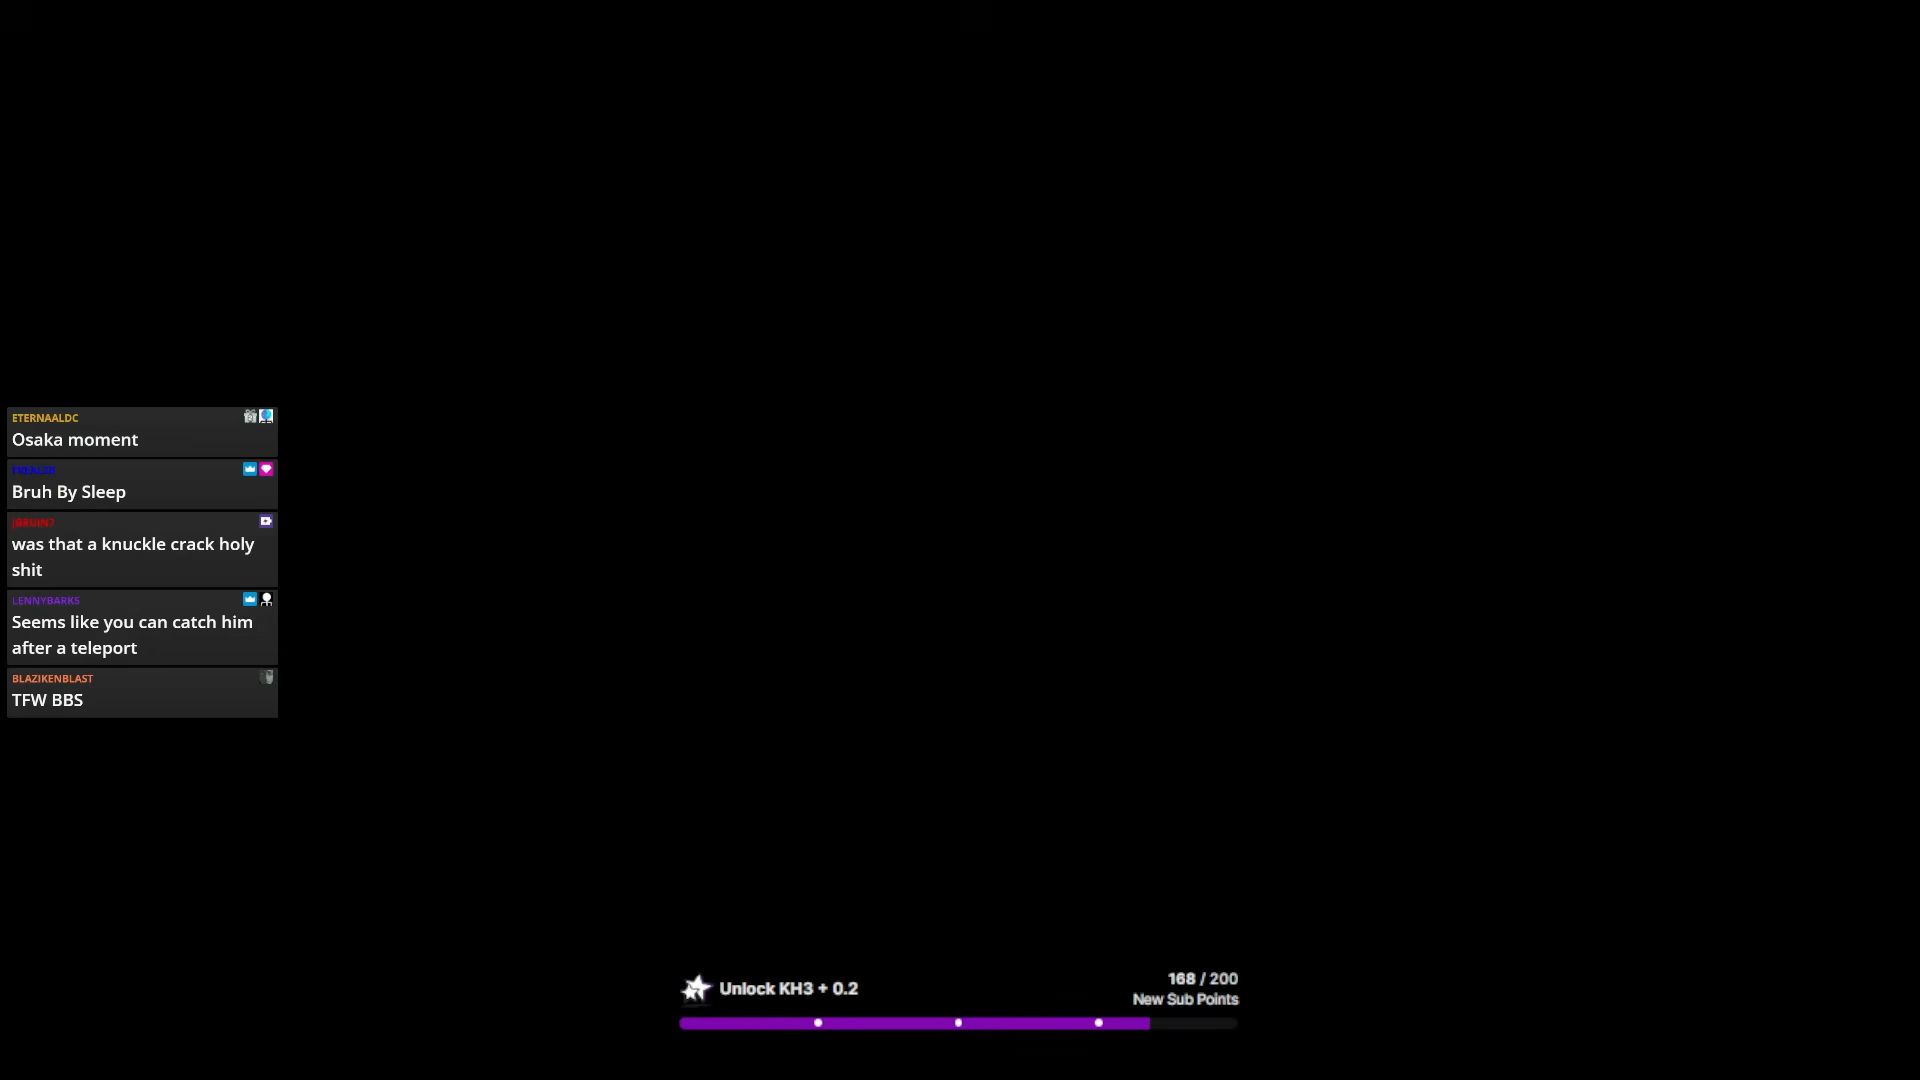 ETERNAALDC
Osaka moment
Bruh By Sleep
JBRUIN7
was that a knuckle crack holy
shit
LENNYBARKS
Seems like you can catch him
after a teleport
BLAZIKENBLAST
TFW BBS
Unlock KH3 + 0.2
168 / 200
New Sub Points